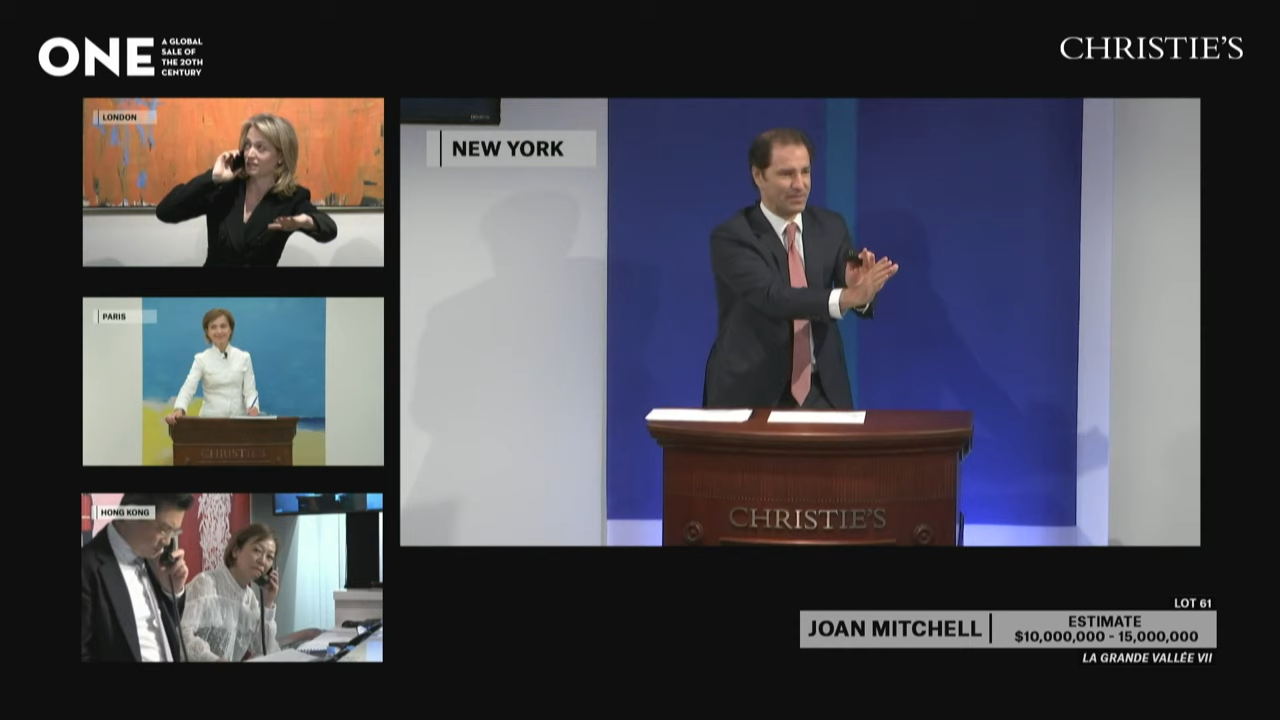 ONE
A GLOBAL
SALE OF
THE 20TH
CENTURY
CHRISTIE'S
LONDON
NEW YORK
PARIS
CHRISTIE'S
HONG KONG
CHRISTIE'S
LOT 61
JOAN MITCHELL
ESTIMATE
$10,000,000 - 15,000,000
LA GRANDE VALLÉE VII